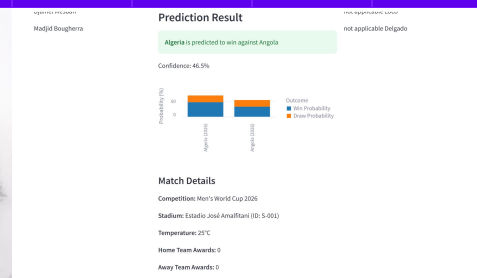 Prediction Result
Madjid Bougherra
not applicable Delgado
Algeria is predicted to win against Angola
Confidence: 46.5%
Probability (%)
50
0
Algeria (2026)
Angola (2022)
Outcome
Win Probability
Draw Probability
Match Details
Competition: Men's World Cup 2026
Stadium: Estadio José Amalfitani (ID: S-001)
Temperature: 25°C
Home Team Awards: 0
Away Team Awards: 0